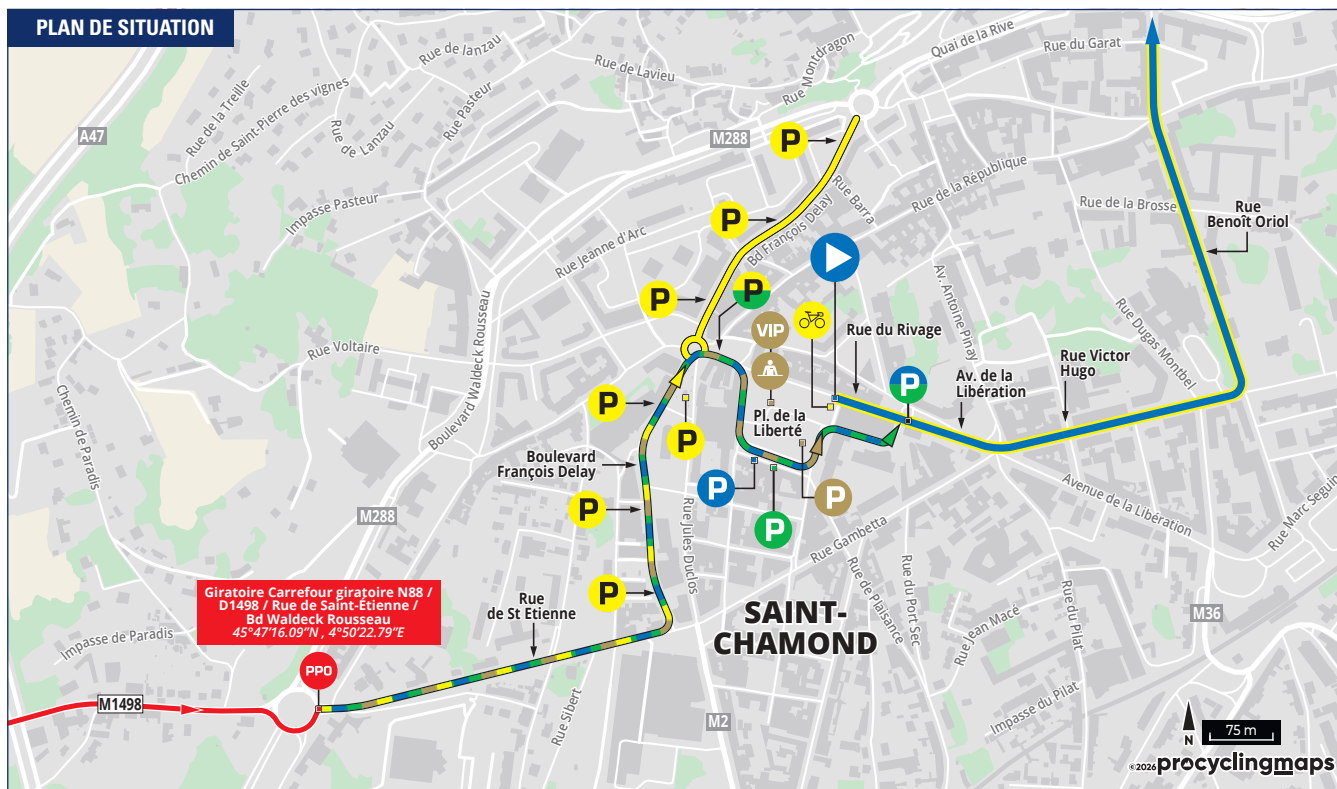 PLAN DE SITUATION
A47
Rue de la Treille
Chemin de Saint-Pierre des vignes
Rue de Lanzau
Rue de lanzau
Rue Pasteur
Rue de Lavieu
Rue Montdragon
Quai de la Rive
Rue du Garat
M288
P
Impasse Pasteur
Rue Jeanne d'Arc
P
Bd François Delay
Rue Barra
Rue de la République
Rue de la Brosse
Rue
Benoît Oriol
P
P
VIP
Rue du Rivage
Av. Antoine Pinay
Rue Dugas Montbel
Rue Voltaire
Boulevard Waldeck Rousseau
Chemin de Paradis
P
P
Pl. de la
Liberté
P
Av. de la
Libération
Rue Victor
Hugo
Boulevard
François Delay
P
P
P
P
Rue Jules Duclos
M288
Rue Gambetta
Avenue de la Libération
Rue Marc Seguin
P
Giratoire Carrefour giratoire N88 /
D1498 / Rue de Saint-Étienne /
Bd Waldeck Rousseau
45°47'16.09"N , 4°50'22.79"E
PPO
Rue
de St Etienne
SAINT-
CHAMOND
Rue de Plaisance
Rue du Port Sec
Rue Jean Macé
Rue du Pilat
M36
Impasse de Paradis
M1498
Rue Sibert
M2
Impasse du Pilat
N
75 m
©2026 procyclingmaps